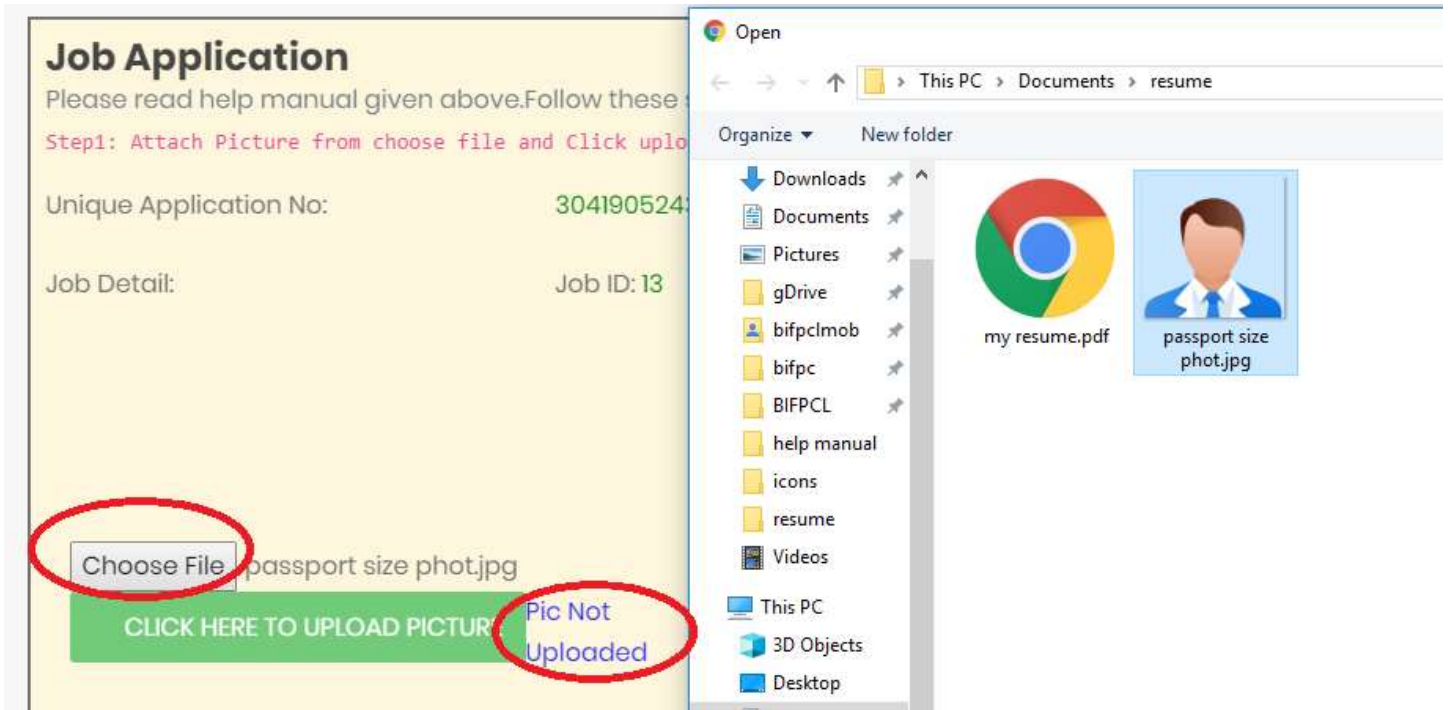 Job Application
Please read help manual given above.Follow these
Step1: Attach Picture from choose file and Click uplo
Unique Application No:
304190524
Job Detail:
Job ID: 13
Choose File
passport size phot.jpg
CLICK HERE TO UPLOAD PICTUR
Pic Not
Uploaded
Open
This PC > Documents > resume
Organize
New folder
Downloads
Documents
Pictures
gDrive
bifpclmob
bifpc
BIFPCL
help manual
icons
resume
Videos
This PC
3D Objects
Desktop
my resume.pdf
passport size
phot.jpg